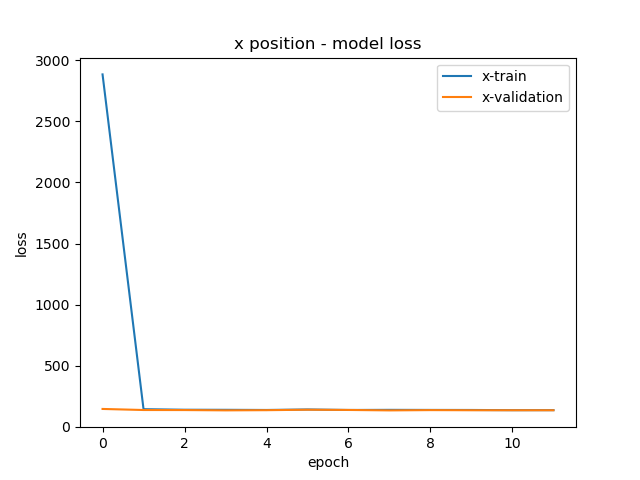 x position - model loss
x-train
x-validation
3000
2500
2000
1500
1000
500
0
loss
0 2 4 6 8 10
epoch